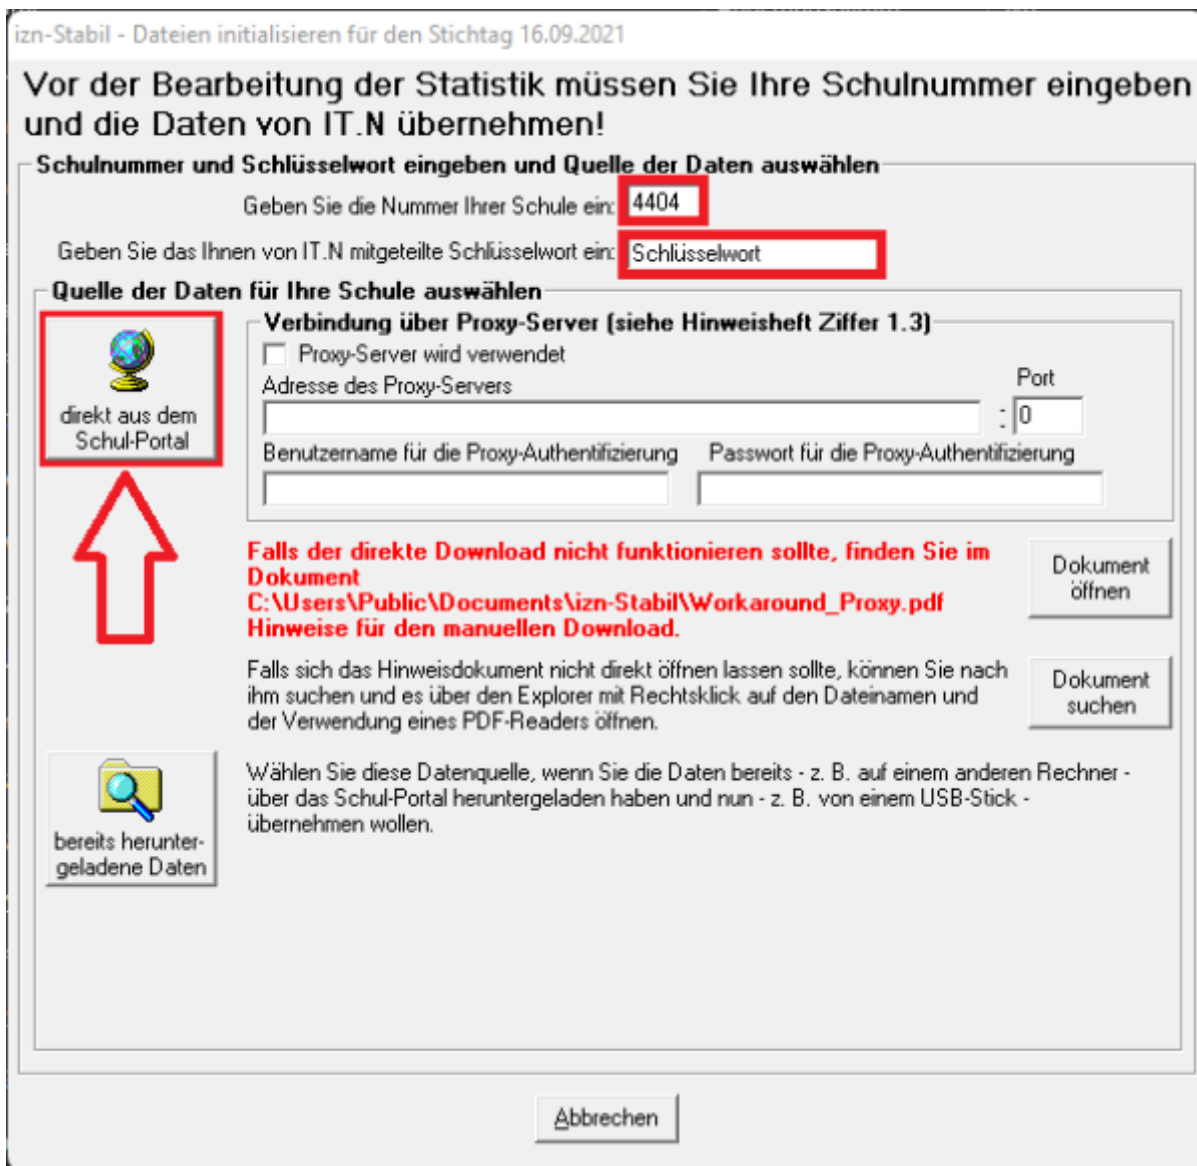 izn-Stabil - Dateien initialisieren für den Stichtag 16.09.2021
Vor der Bearbeitung der Statistik müssen Sie Ihre Schulnummer eingeben
und die Daten von IT.N übernehmen!
Schulnummer und Schlüsselwort eingeben und Quelle der Daten auswählen
Geben Sie die Nummer Ihrer Schule ein: 4404
Geben Sie das Ihnen von IT.N mitgeteilte Schlüsselwort ein: Schlüsselwort
Quelle der Daten für Ihre Schule auswählen
direkt aus dem
Schul-Portal
Verbindung über Proxy-Server (siehe Hinweisheft Ziffer 1.3)
Proxy-Server wird verwendet
Adresse des Proxy-Servers Port
: 0
Benutzername für die Proxy-Authentifizierung Passwort für die Proxy-Authentifizierung
Falls der direkte Download nicht funktionieren sollte, finden Sie im
Dokument
C:\Users\Public\Documents\izn-Stabil\Workaround_Proxy.pdf
Hinweise für den manuellen Download.
Dokument
öffnen
Falls sich das Hinweisdokument nicht direkt öffnen lassen sollte, können Sie nach
ihm suchen und es über den Explorer mit Rechtsklick auf den Dateinamen und
der Verwendung eines PDF-Readers öffnen.
Dokument
suchen
bereits herunter-
geladene Daten
Wählen Sie diese Datenquelle, wenn Sie die Daten bereits - z. B. auf einem anderen Rechner -
über das Schul-Portal heruntergeladen haben und nun - z. B. von einem USB-Stick -
übernehmen wollen.
Abbrechen